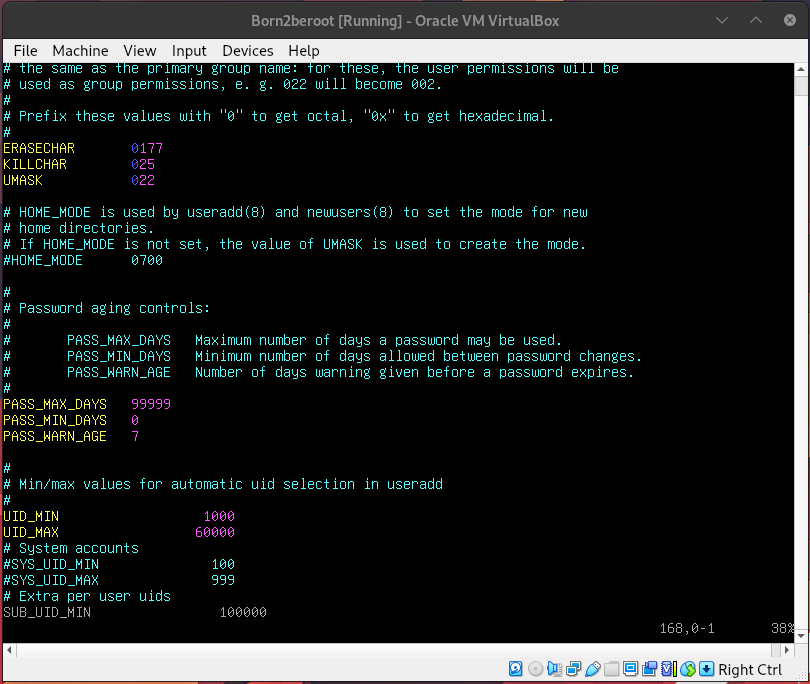 Born2beroot [Running] - Oracle VM VirtualBox
File Machine View Input Devices Help
# the same as the primary group name: for these, the user permissions will be
# used as group permissions, e. g. 022 will become 002.
#
# Prefix these values with "0" to get octal, "0x" to get hexadecimal.
#
ERASECHAR 0177
KILLCHAR 025
UMASK 022
# HOME_MODE is used by useradd(8) and newusers(8) to set the mode for new
# home directories.
# If HOME_MODE is not set, the value of UMASK is used to create the mode.
#HOME_MODE 0700
#
# Password aging controls:
#
# PASS_MAX_DAYS Maximum number of days a password may be used.
# PASS_MIN_DAYS Minimum number of days allowed between password changes.
# PASS_WARN_AGE Number of days warning given before a password expires.
#
PASS_MAX_DAYS 99999
PASS_MIN_DAYS 0
PASS_WARN_AGE 7
#
# Min/max values for automatic uid selection in useradd
#
UID_MIN 1000
UID_MAX 60000
# System accounts
#SYS_UID_MIN 100
#SYS_UID_MAX 999
# Extra per user uids
SUB_UID_MIN 100000
168,0-1 38%
Right Ctrl